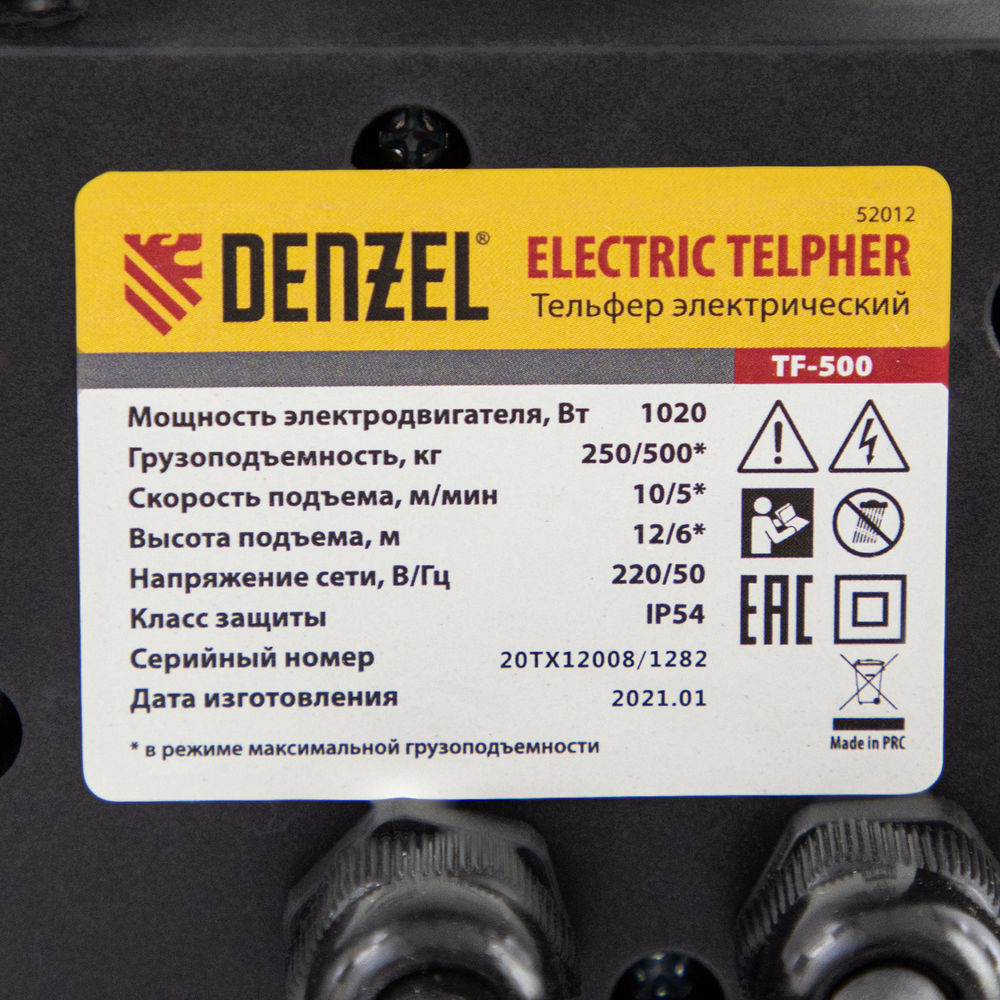 52012
DENZEL®
ELECTRIC TELPHER
Тельфер электрический
TF-500
Мощность электродвигателя, Вт 1020
Грузоподъемность, кг 250/500*
Скорость подъема, м/мин 10/5*
Высота подъема, м 12/6*
Напряжение сети, В/Гц 220/50
Класс защиты IP54
Серийный номер 20TX12008/1282
Дата изготовления 2021.01
* в режиме максимальной грузоподъемности
EAC
Made in PRC